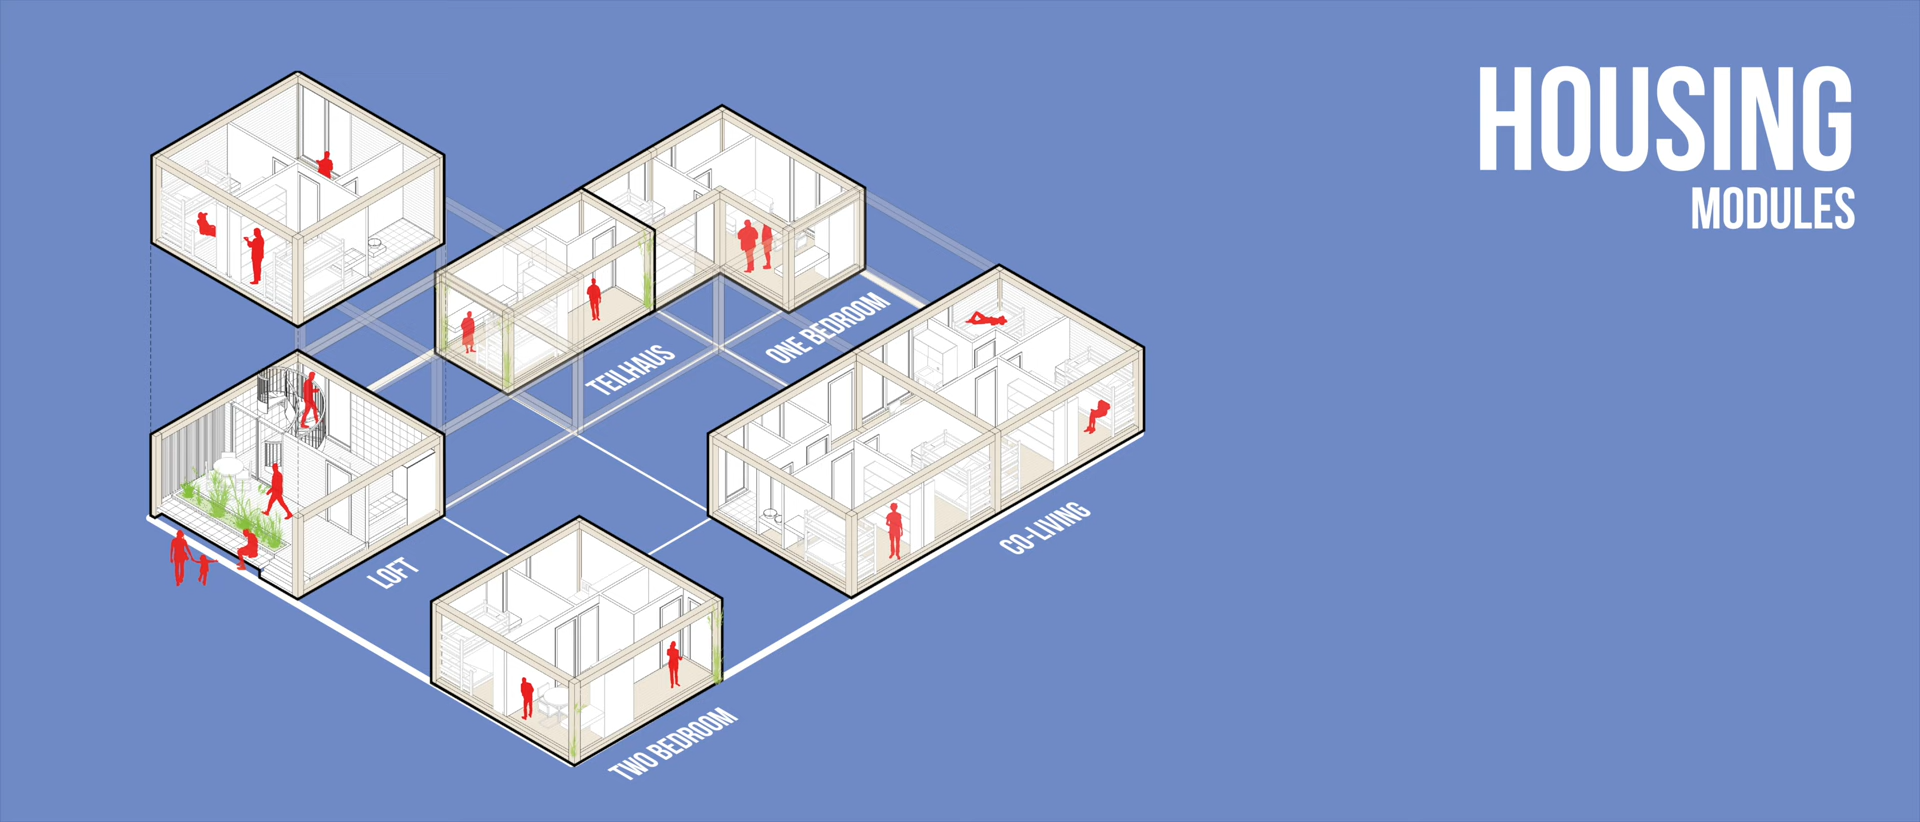 HOUSING
MODULES
ONE BEDROOM
TEILHAUS
CO-LIVING
LOFT
TWO BEDROOM